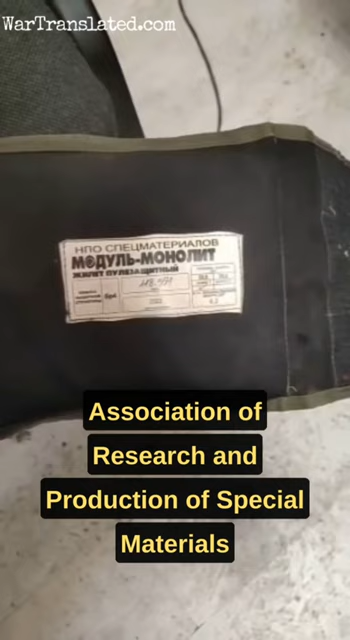 WarTranslated.com
НПО СПЕЦМАТЕРИАЛОВ
МОДУЛЬ-МОНОЛИТ
ЖИЛЕТ ПУЛЕЗАЩИТНЫЙ
Association of
Research and
Production of Special
Materials